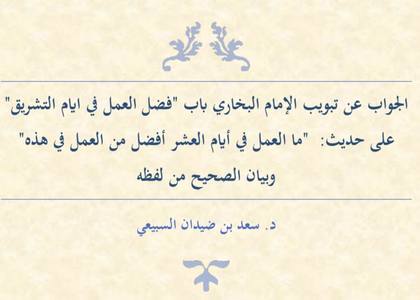 الجواب عن تبويب الإمام البخاري باب "فضل العمل في ايام التشريق"
على حديث: "ما العمل في أيام العشر أفضل من العمل في هذه"
وبيان الصحيح من لفظه
د. سعد بن ضيدان السبيعي